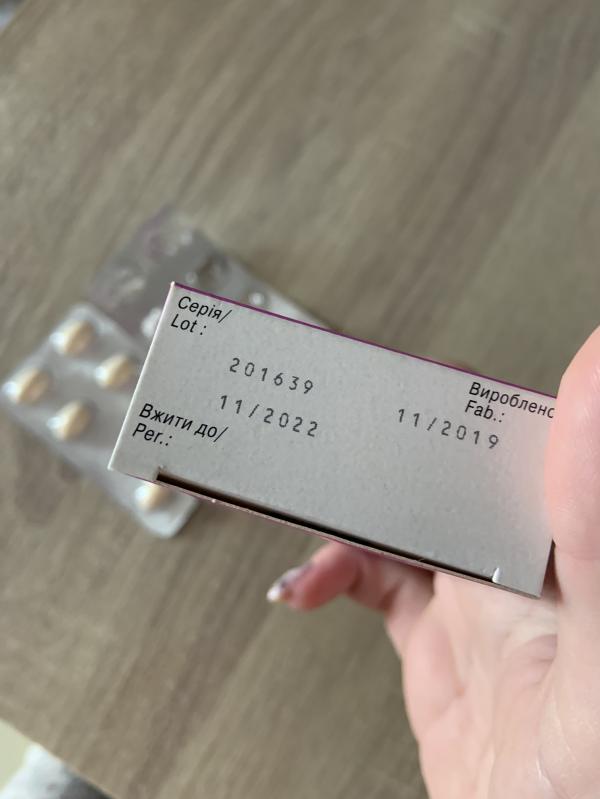 Серія/
Lot :
201639
Вжити до/
Per.:
11/2022
Вироблено
Fab.:
11/2019